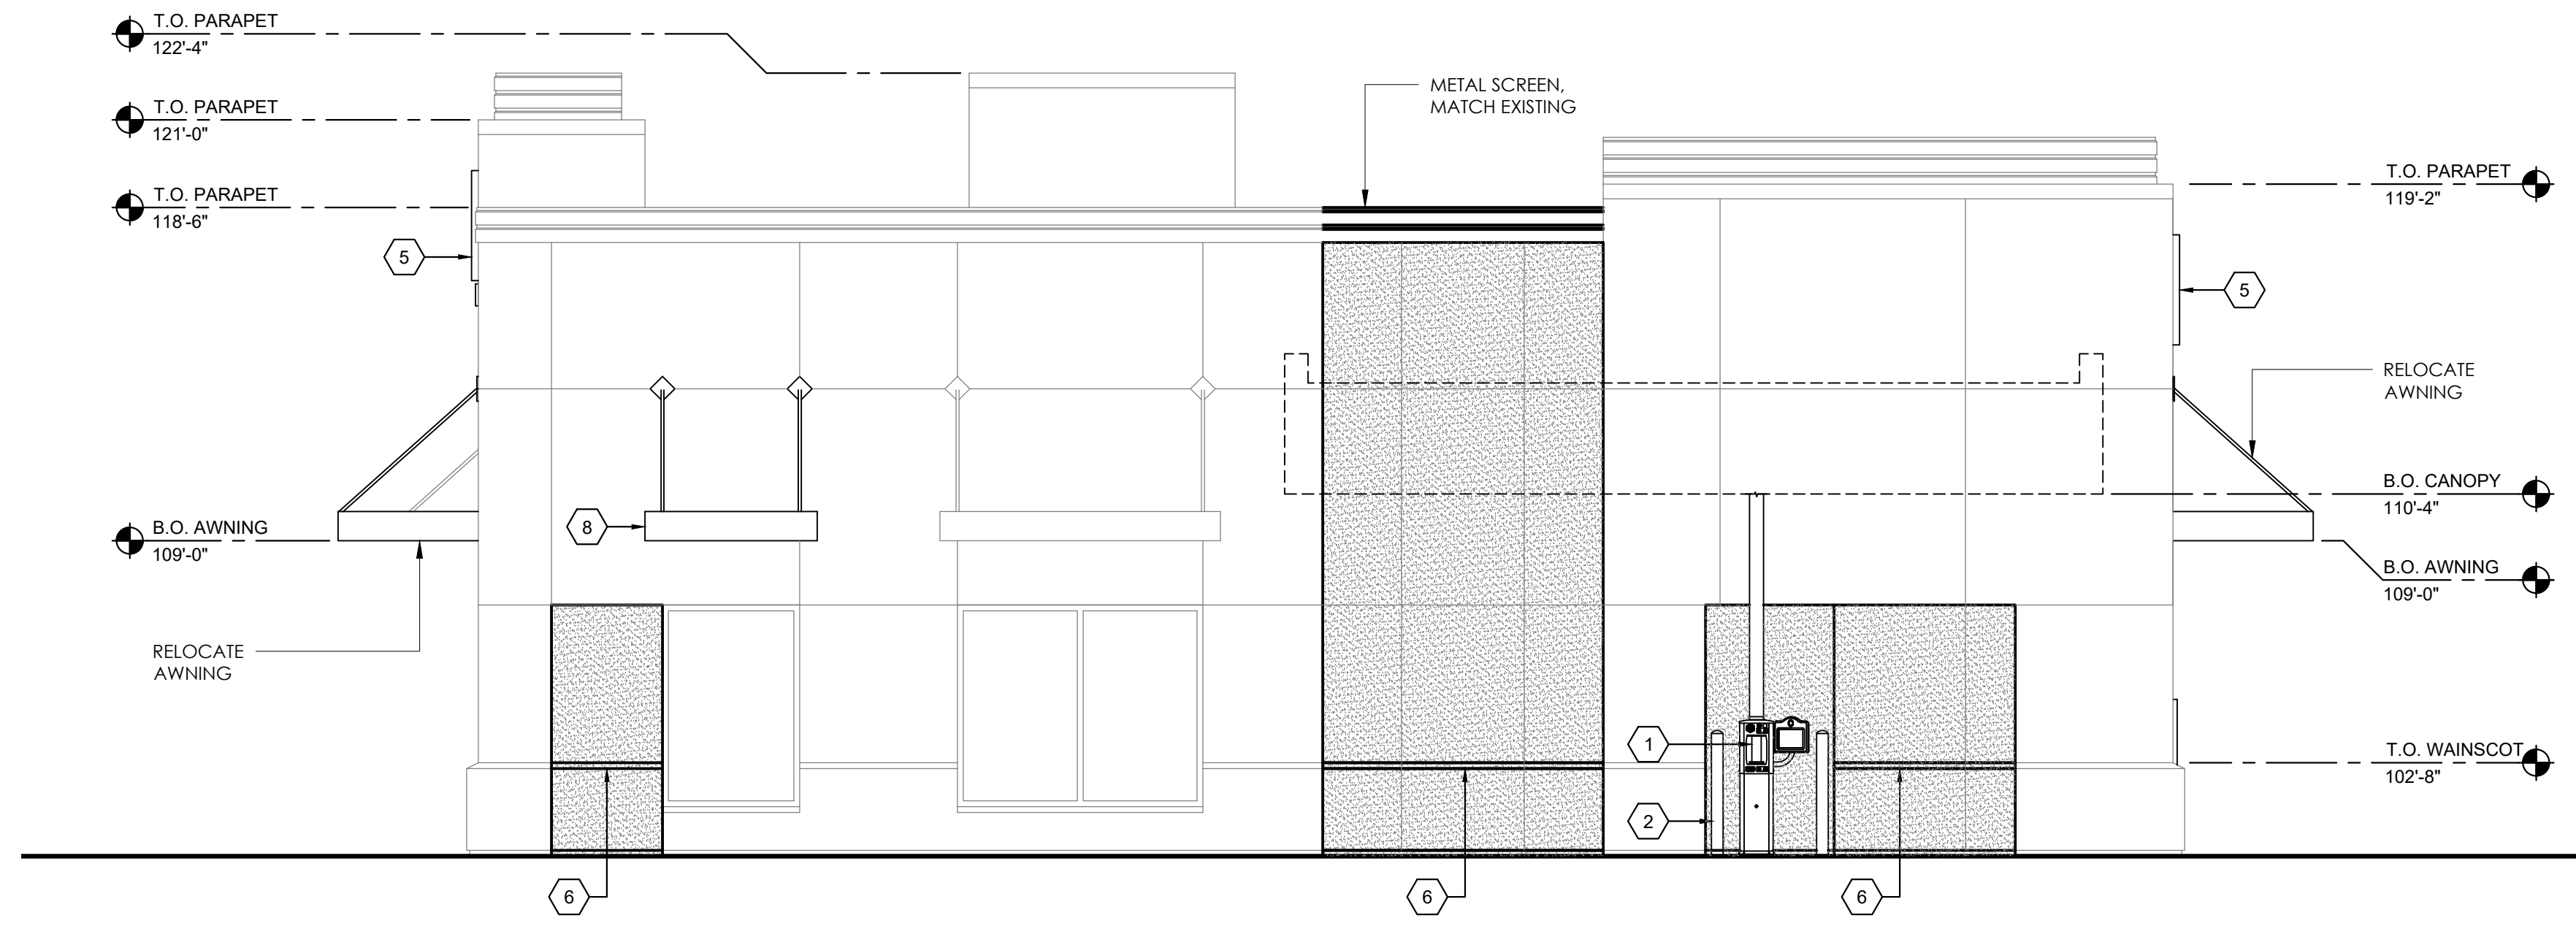 T.O. PARAPET
122'-4"
T.O. PARAPET
121'-0"
T.O. PARAPET
118'-6"
5
METAL SCREEN,
MATCH EXISTING
T.O. PARAPET
119'-2"
5
RELOCATE
AWNING
B.O. CANOPY
110'-4"
B.O. AWNING
109'-0"
8
B.O. AWNING
109'-0"
RELOCATE
AWNING
1
T.O. WAINSCOT
102'-8"
2
6
6
6